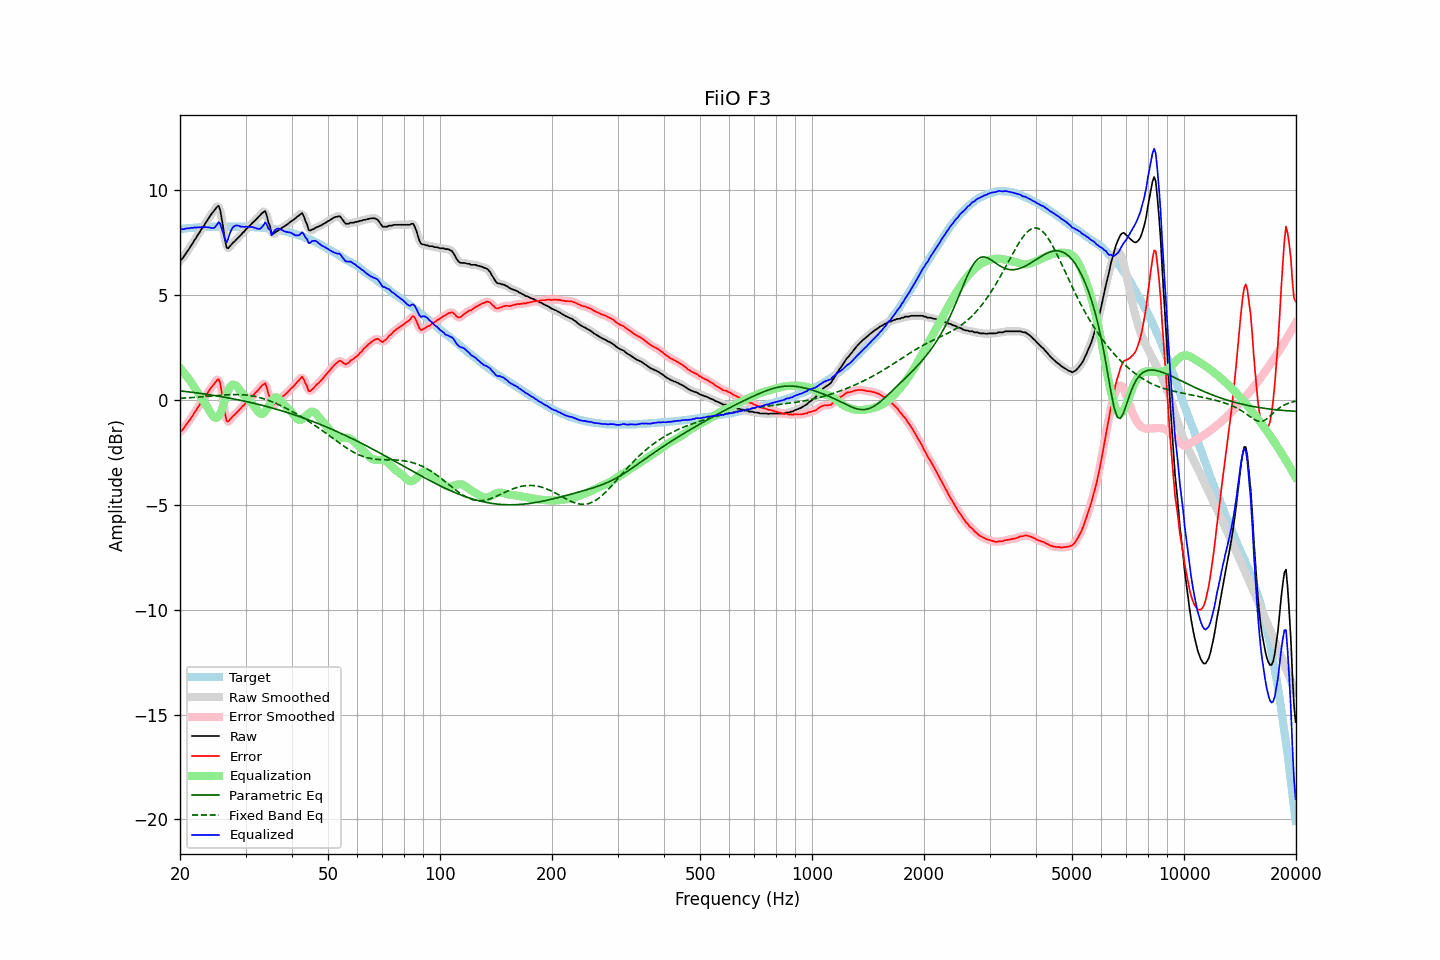 FiiO F3
Amplitude (dBr)
10
5
0
−5
−10
−15
−20
Target
Raw Smoothed
Error Smoothed
Raw
Error
Equalization
Parametric Eq
Fixed Band Eq
Equalized
20 50 100 200 500 1000 2000 5000 10000 20000
Frequency (Hz)